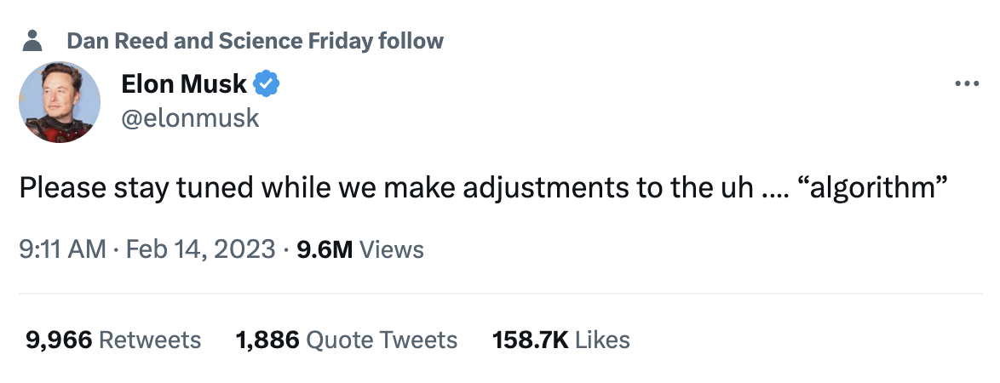 Dan Reed and Science Friday follow
Elon Musk
@elonmusk
Please stay tuned while we make adjustments to the uh .... “algorithm”
9:11 AM · Feb 14, 2023 · 9.6M Views
9,966 Retweets 1,886 Quote Tweets 158.7K Likes